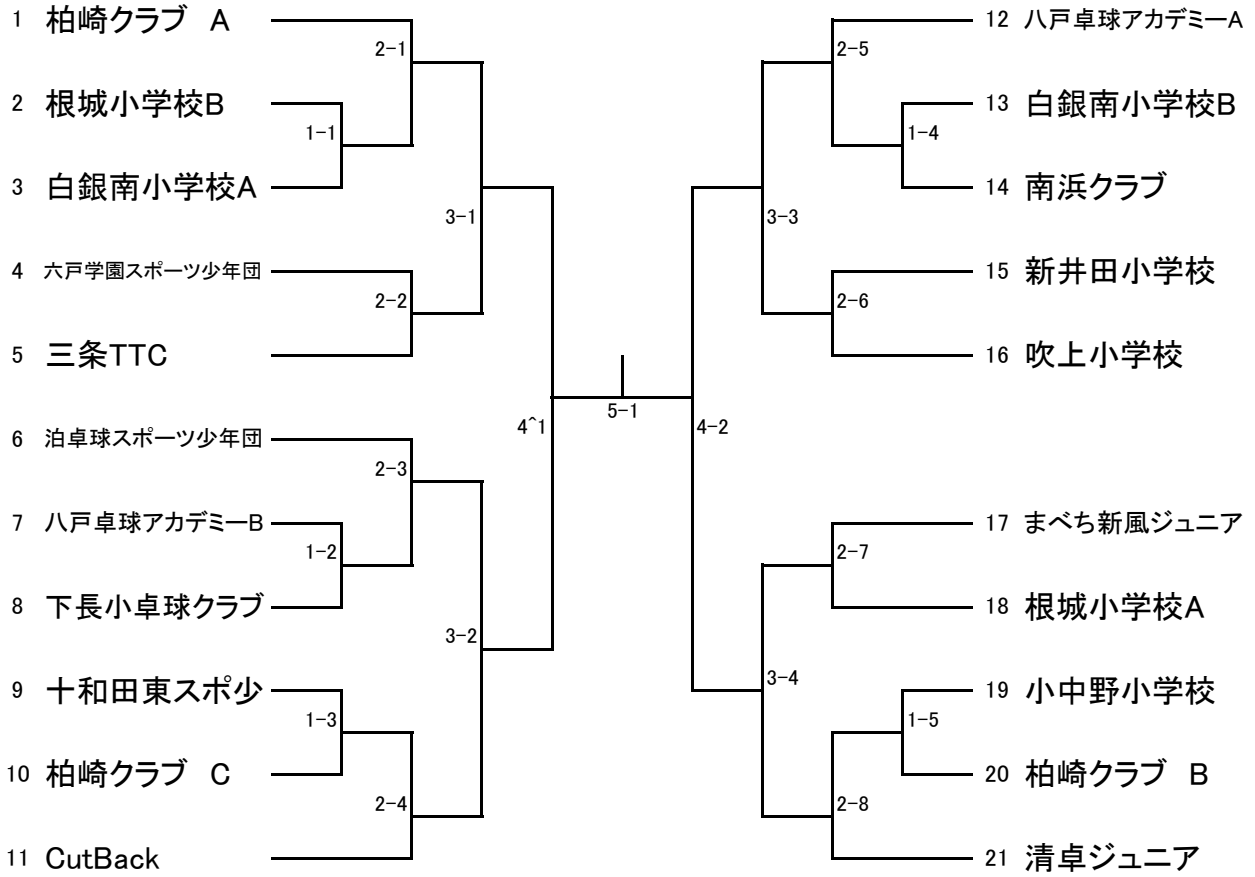 1 柏崎クラブ A
2-1
2 根城小学校B
1-1
3 白銀南小学校A
3-1
4 六戸学園スポーツ少年団
2-2
5 三条TTC
4^1
6 泊卓球スポーツ少年団
2-3
7 八戸卓球アカデミーB
1-2
8 下長小卓球クラブ
3-2
9 十和田東スポ少
1-3
10 柏崎クラブ C
2-4
11 CutBack
5-1
12 八戸卓球アカデミーA
2-5
13 白銀南小学校B
1-4
14 南浜クラブ
3-3
15 新井田小学校
2-6
16 吹上小学校
4-2
17 まべち新風ジュニア
2-7
18 根城小学校A
3-4
19 小中野小学校
1-5
20 柏崎クラブ B
2-8
21 清卓ジュニア